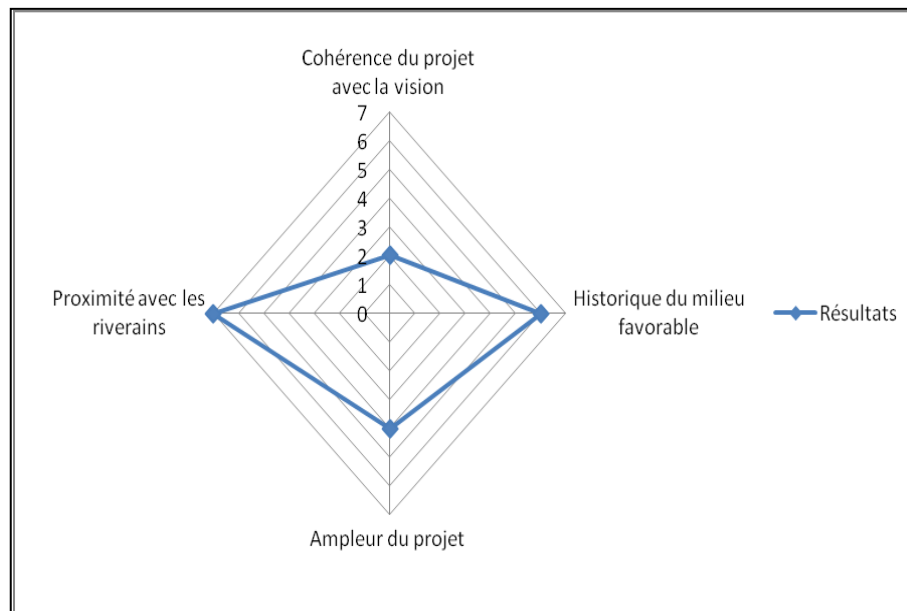 Cohérence du projet
avec la vision
7
6
5
4
3
2
1
0
Proximité avec les
riverains
Historique du milieu
favorable
Résultats
Ampleur du projet